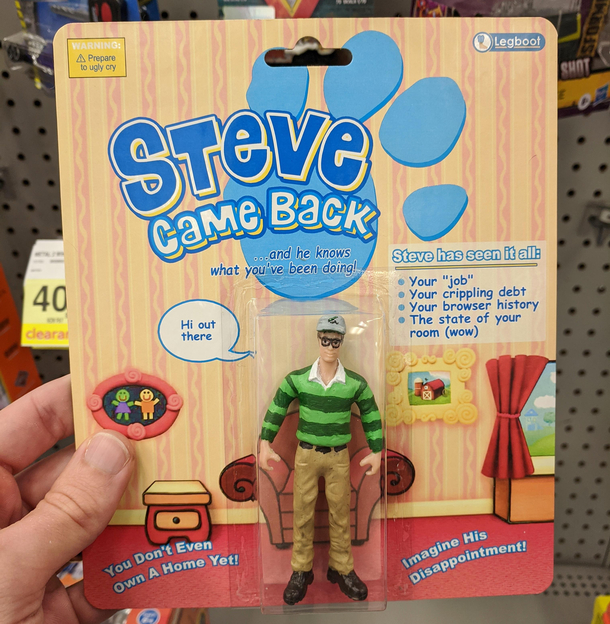 WARNING:
Prepare
to ugly cry
Legboot
STEVE
CAME BACK
...and he knows
what you've been doing!
Steve has seen it all:
Your "job"
Your crippling debt
Your browser history
The state of your
room (wow)
Hi out
there
You Don't Even
Own A Home Yet!
Imagine His
Disappointment!
40
clearan
SHOT